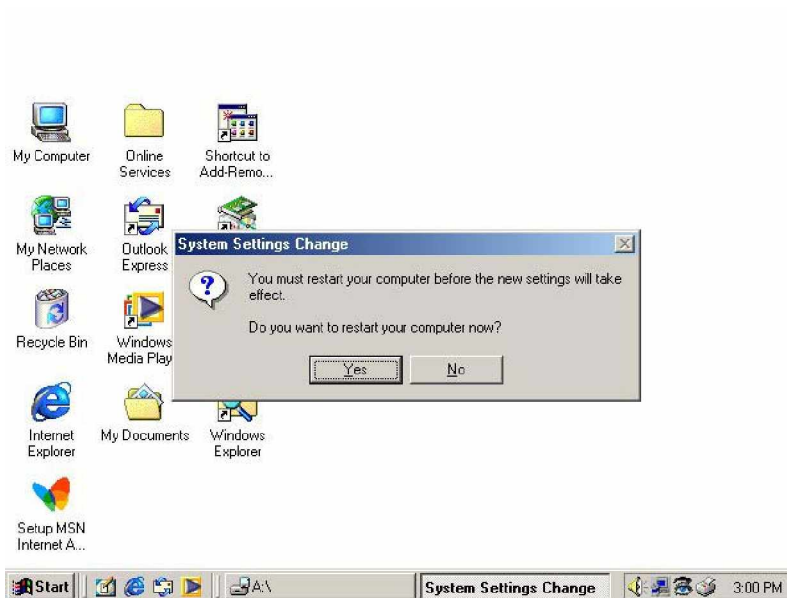 My Computer
Online
Services
Shortcut to
Add-Remo...
My Network
Places
Outlook
Express
System Settings Change
You must restart your computer before the new settings will take
effect.
Do you want to restart your computer now?
Yes
No
Recycle Bin
Windows
Media Play
Internet
Explorer
My Documents
Windows
Explorer
Setup MSN
Internet A...
Start
A:\
System Settings Change
3:00 PM